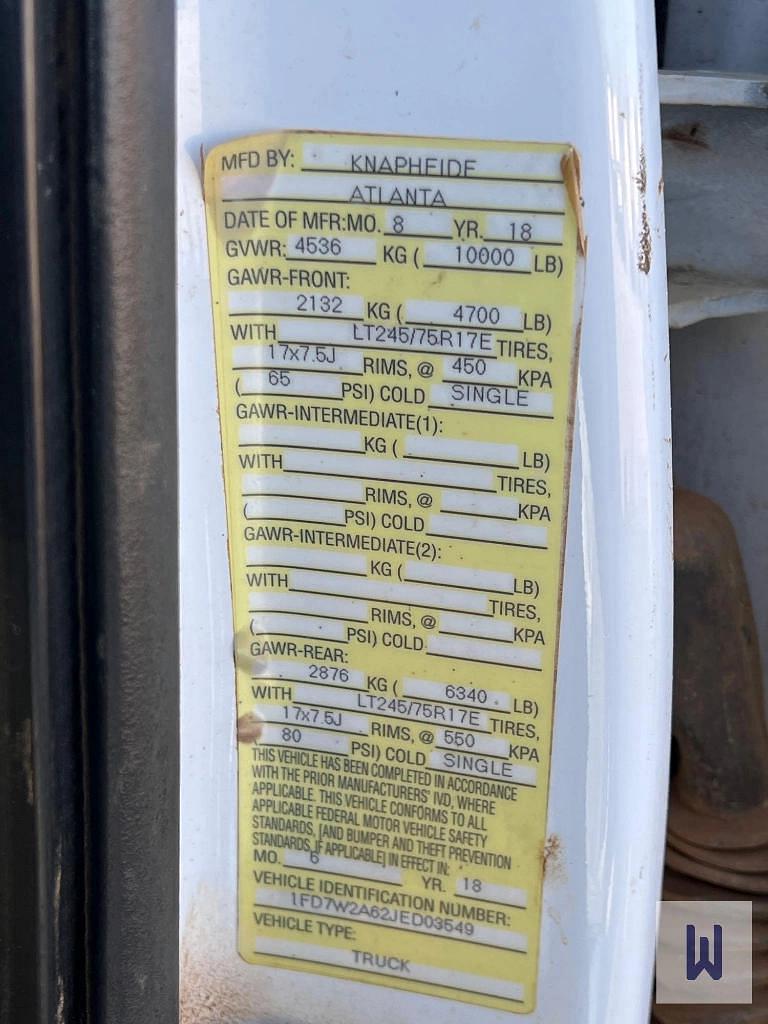 MFD BY: KNAPHEIDE
ATLANTA
DATE OF MFR:MO. 8 YR. 18
GVWR: 4536 KG ( 10000 LB)
GAWR-FRONT:
2132 KG ( 4700 LB)
WITH LT245/75R17E TIRES,
17x7.5J RIMS, @ 450 KPA
( 65 PSI) COLD SINGLE
GAWR-INTERMEDIATE(1):
KG ( LB)
WITH TIRES,
RIMS, @ KPA
( PSI) COLD
GAWR-INTERMEDIATE(2):
KG ( LB)
WITH TIRES,
RIMS, @ KPA
( PSI) COLD
GAWR-REAR:
2876 KG ( 6340 LB)
WITH LT245/75R17E TIRES,
17x7.5J RIMS, @ 550 KPA
( 80 PSI) COLD SINGLE
THIS VEHICLE HAS BEEN COMPLETED IN ACCORDANCE
WITH THE PRIOR MANUFACTURERS' IVD, WHERE
APPLICABLE. THIS VEHICLE CONFORMS TO ALL
APPLICABLE FEDERAL MOTOR VEHICLE SAFETY
STANDARDS, [AND BUMPER AND THEFT PREVENTION
STANDARDS, IF APPLICABLE] IN EFFECT IN:
MO. 6 YR. 18
VEHICLE IDENTIFICATION NUMBER:
1FD7W2A62JED03549
VEHICLE TYPE:
TRUCK
W